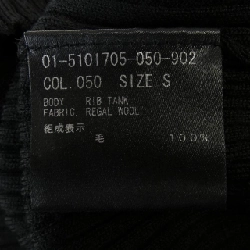 01-5101705-050-902
COL. 050 SIZE S
BODY RIB TANK
FABRIC. REGAL WOOL
組成表示
毛 100%